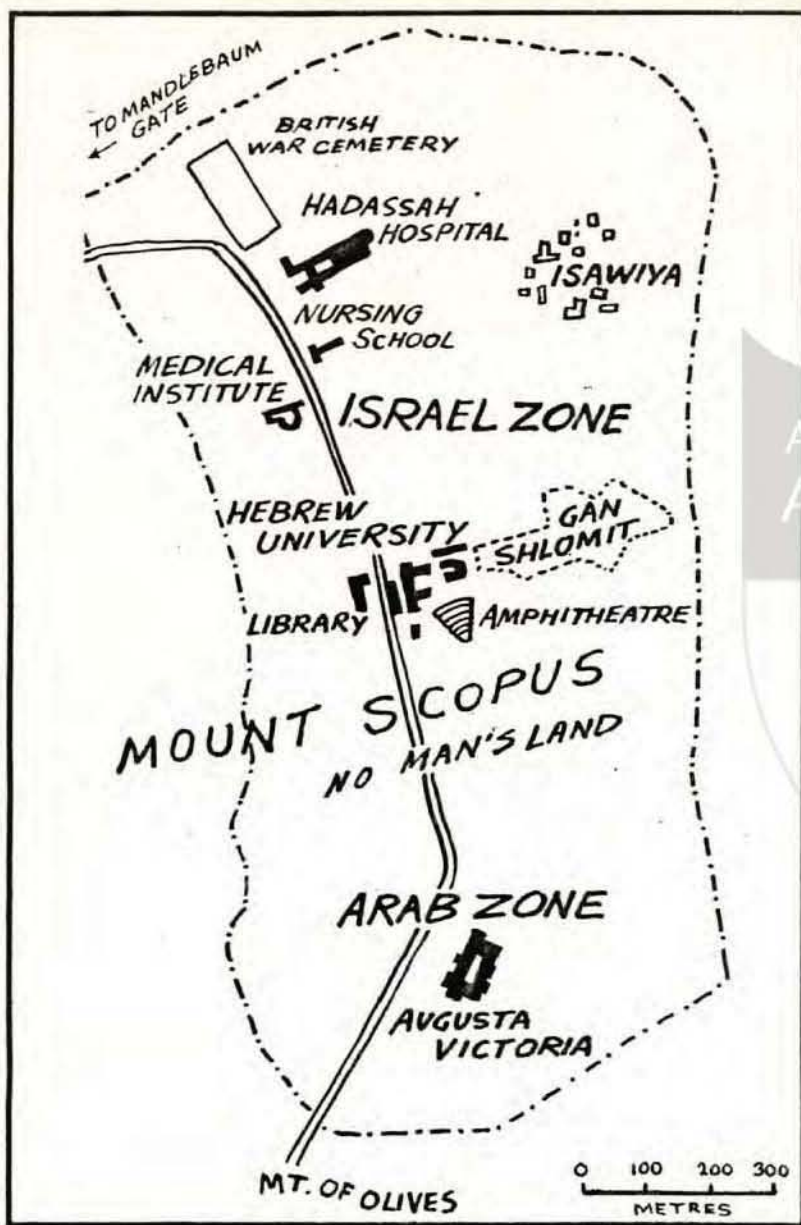 TO MANDLEBAUM
GATE
BRITISH
WAR CEMETERY
HADASSAH
HOSPITAL
ISAWIYA
NURSING
SCHOOL
MEDICAL
INSTITUTE
ISRAEL ZONE
HEBREW
UNIVERSITY
GAN
SHLOMIT
LIBRARY
AMPHITHEATRE
MOUNT SCOPUS
NO MAN'S LAND
ARAB ZONE
AUGUSTA
VICTORIA
MT. OF OLIVES
0 100 200 300
METRES